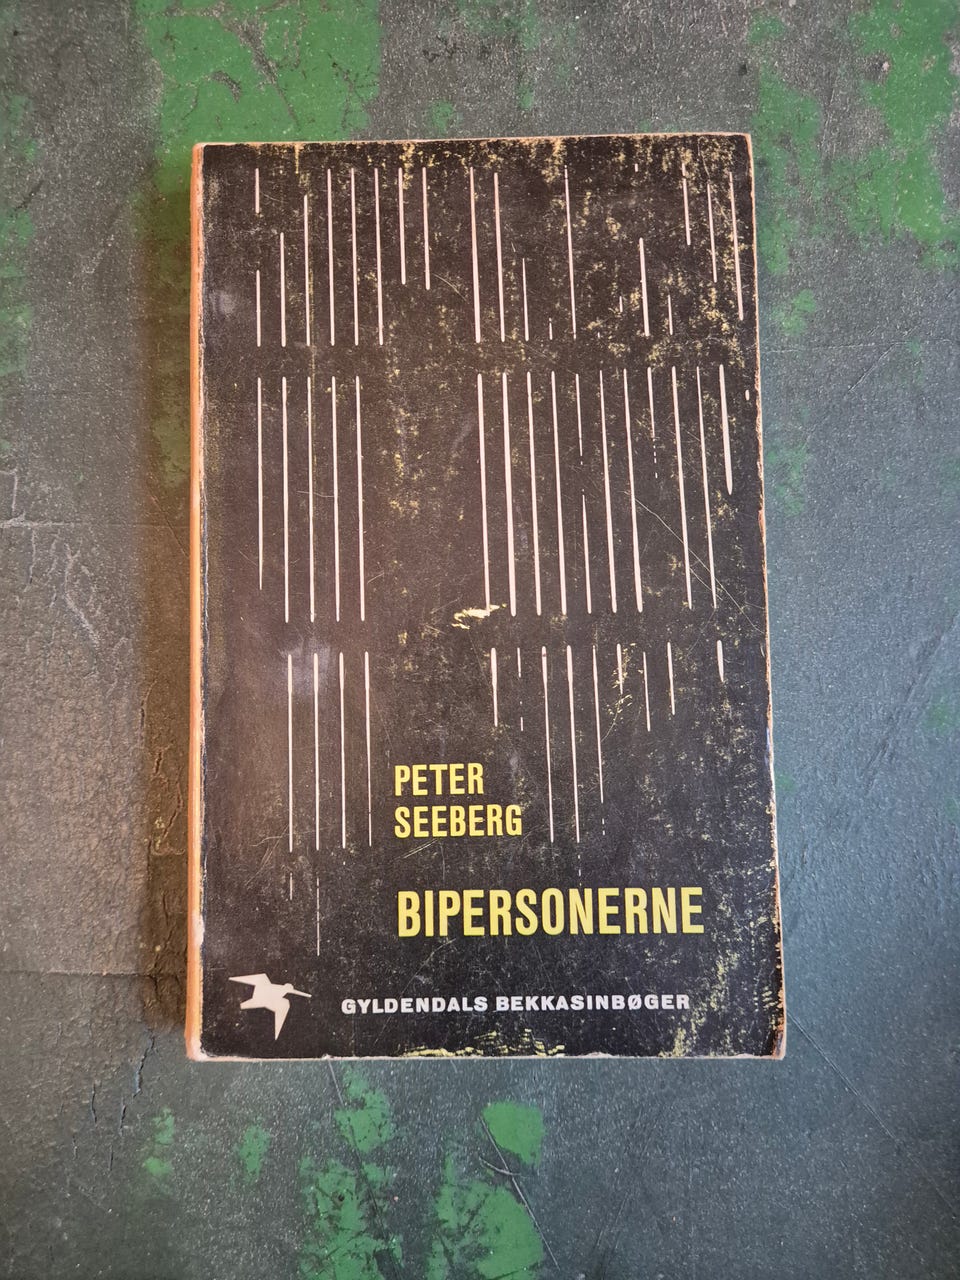 PETER
SEEBERG
BIPERSONERNE
GYLDENDALS BEKKASINBØGER